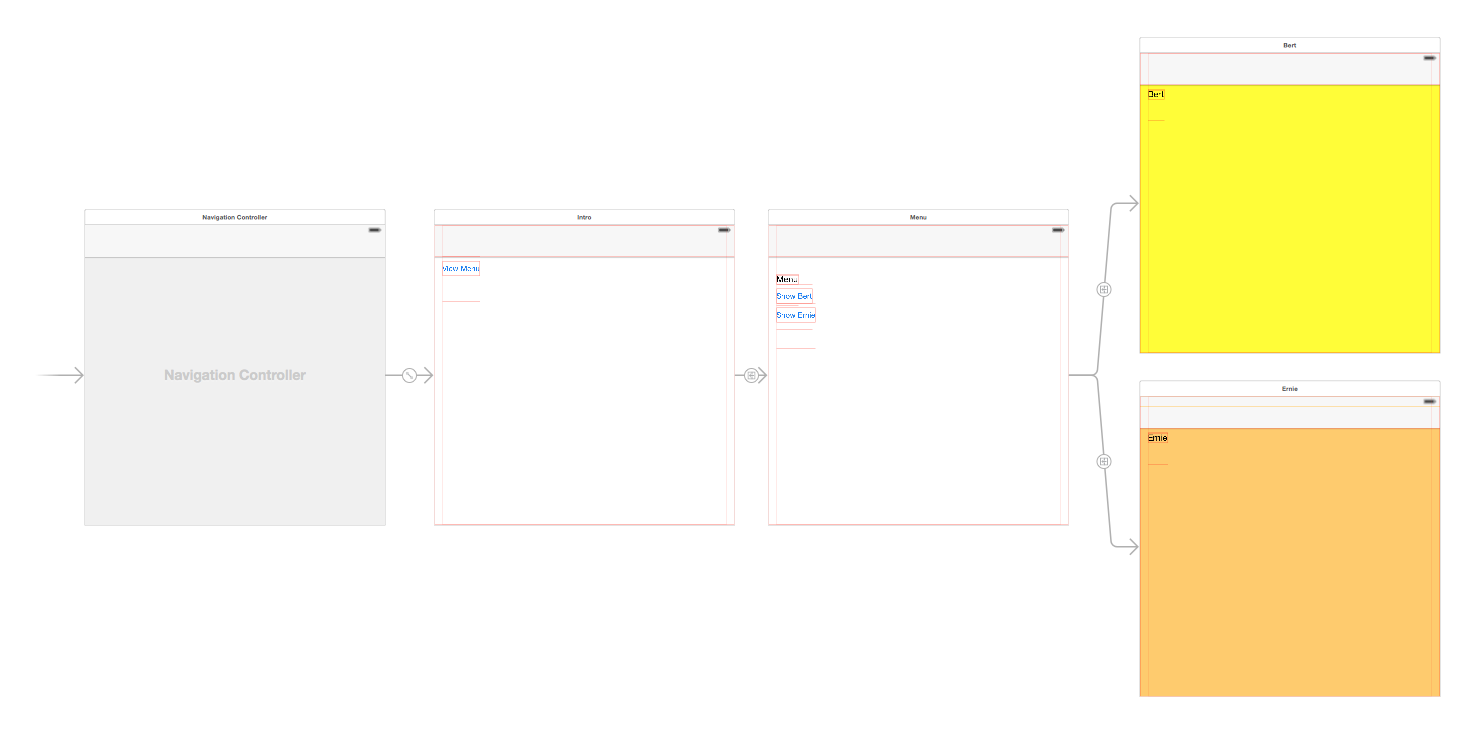 Navigation Controller
Navigation Controller
Intro
View Menu
Menu
Menu
Show Bert
Show Ernie
Bert
Bert
Ernie
Ernie